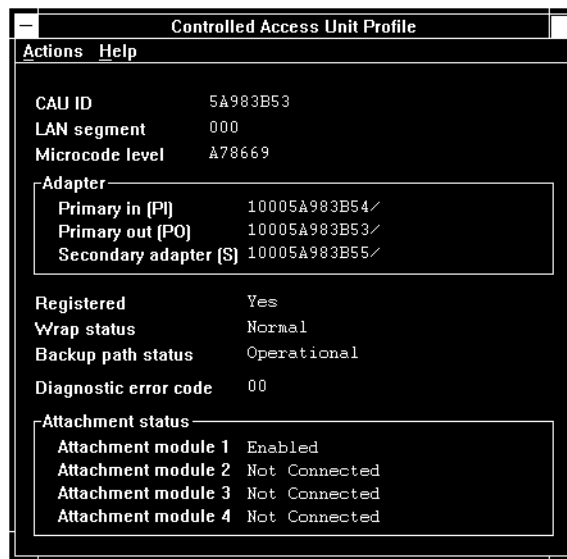 Controlled Access Unit Profile
Actions Help
CAU ID 5A983B53
LAN segment 000
Microcode level A78669
Adapter
Primary in (PI) 10005A983B54/
Primary out (PO) 10005A983B53/
Secondary adapter (S) 10005A983B55/
Registered Yes
Wrap status Normal
Backup path status Operational
Diagnostic error code 00
Attachment status
Attachment module 1 Enabled
Attachment module 2 Not Connected
Attachment module 3 Not Connected
Attachment module 4 Not Connected